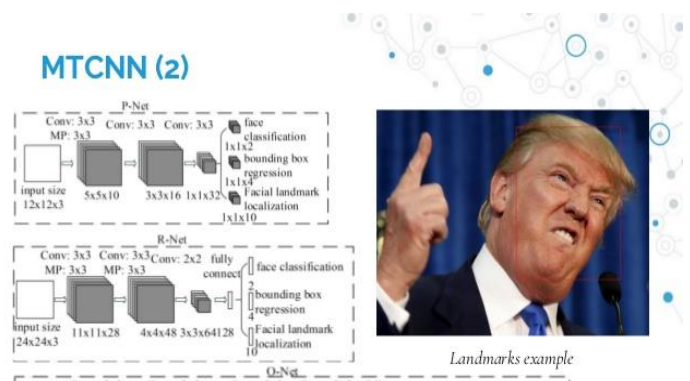 MTCNN (2)
P-Net
Conv: 3x3 Conv: 3x3 Conv: 3x3
MP: 3x3
face
classification
1x1x2
bounding box
regression
1x1x4
Facial landmark
localization
1x1x10
input size
12x12x3
5x5x10 3x3x16 1x1x32
R-Net
Conv: 3x3 Conv: 3x3 Conv: 2x2 fully
MP: 3x3 MP: 3x3 connect
face classification
2
bounding box
regression
4
Facial landmark
localization
10
input size
24x24x3
11x11x28 4x4x48 3x3x64 128
Landmarks example
O-Net